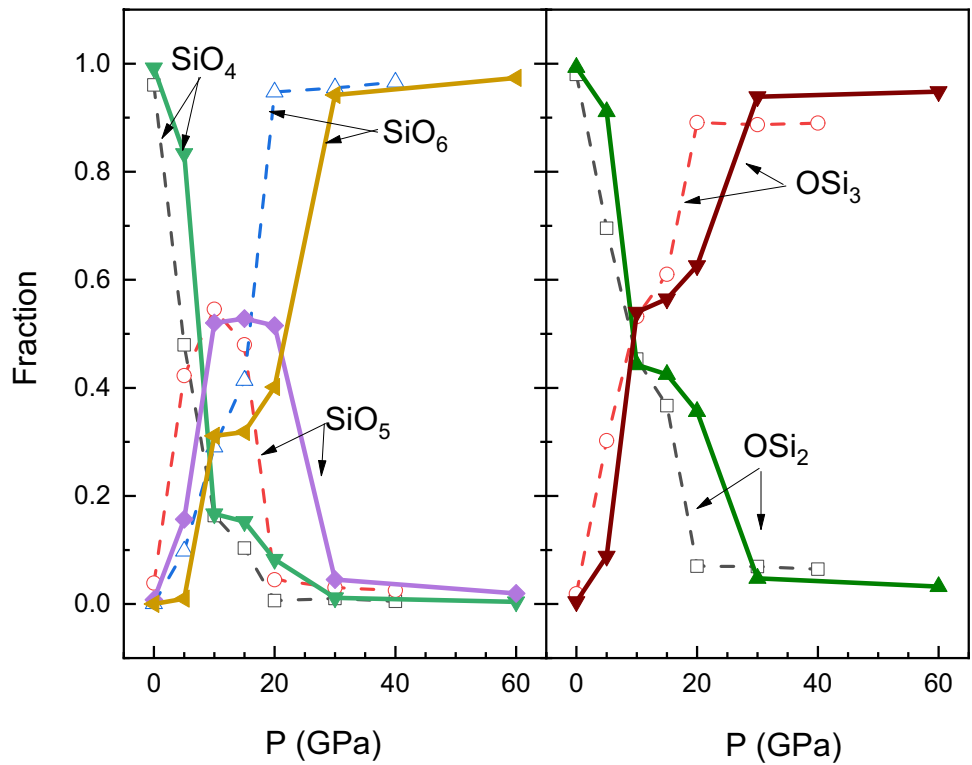 1.0
0.8
0.6
0.4
0.2
0.0
Fraction
SiO₄
SiO₆
SiO₅
0 20 40 60
P (GPa)
OSi₃
OSi₂
0 20 40 60
P (GPa)